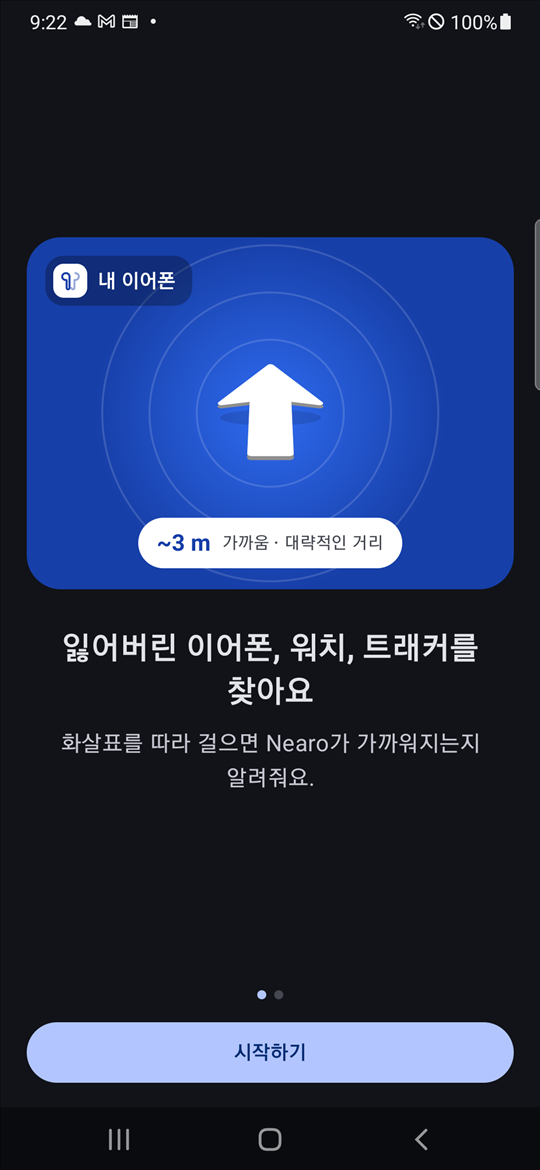 9:22
100%
내 이어폰
~3 m 가까움 · 대략적인 거리
잃어버린 이어폰, 워치, 트래커를
찾아요
화살표를 따라 걸으면 Nearo가 가까워지는지
알려줘요.
시작하기